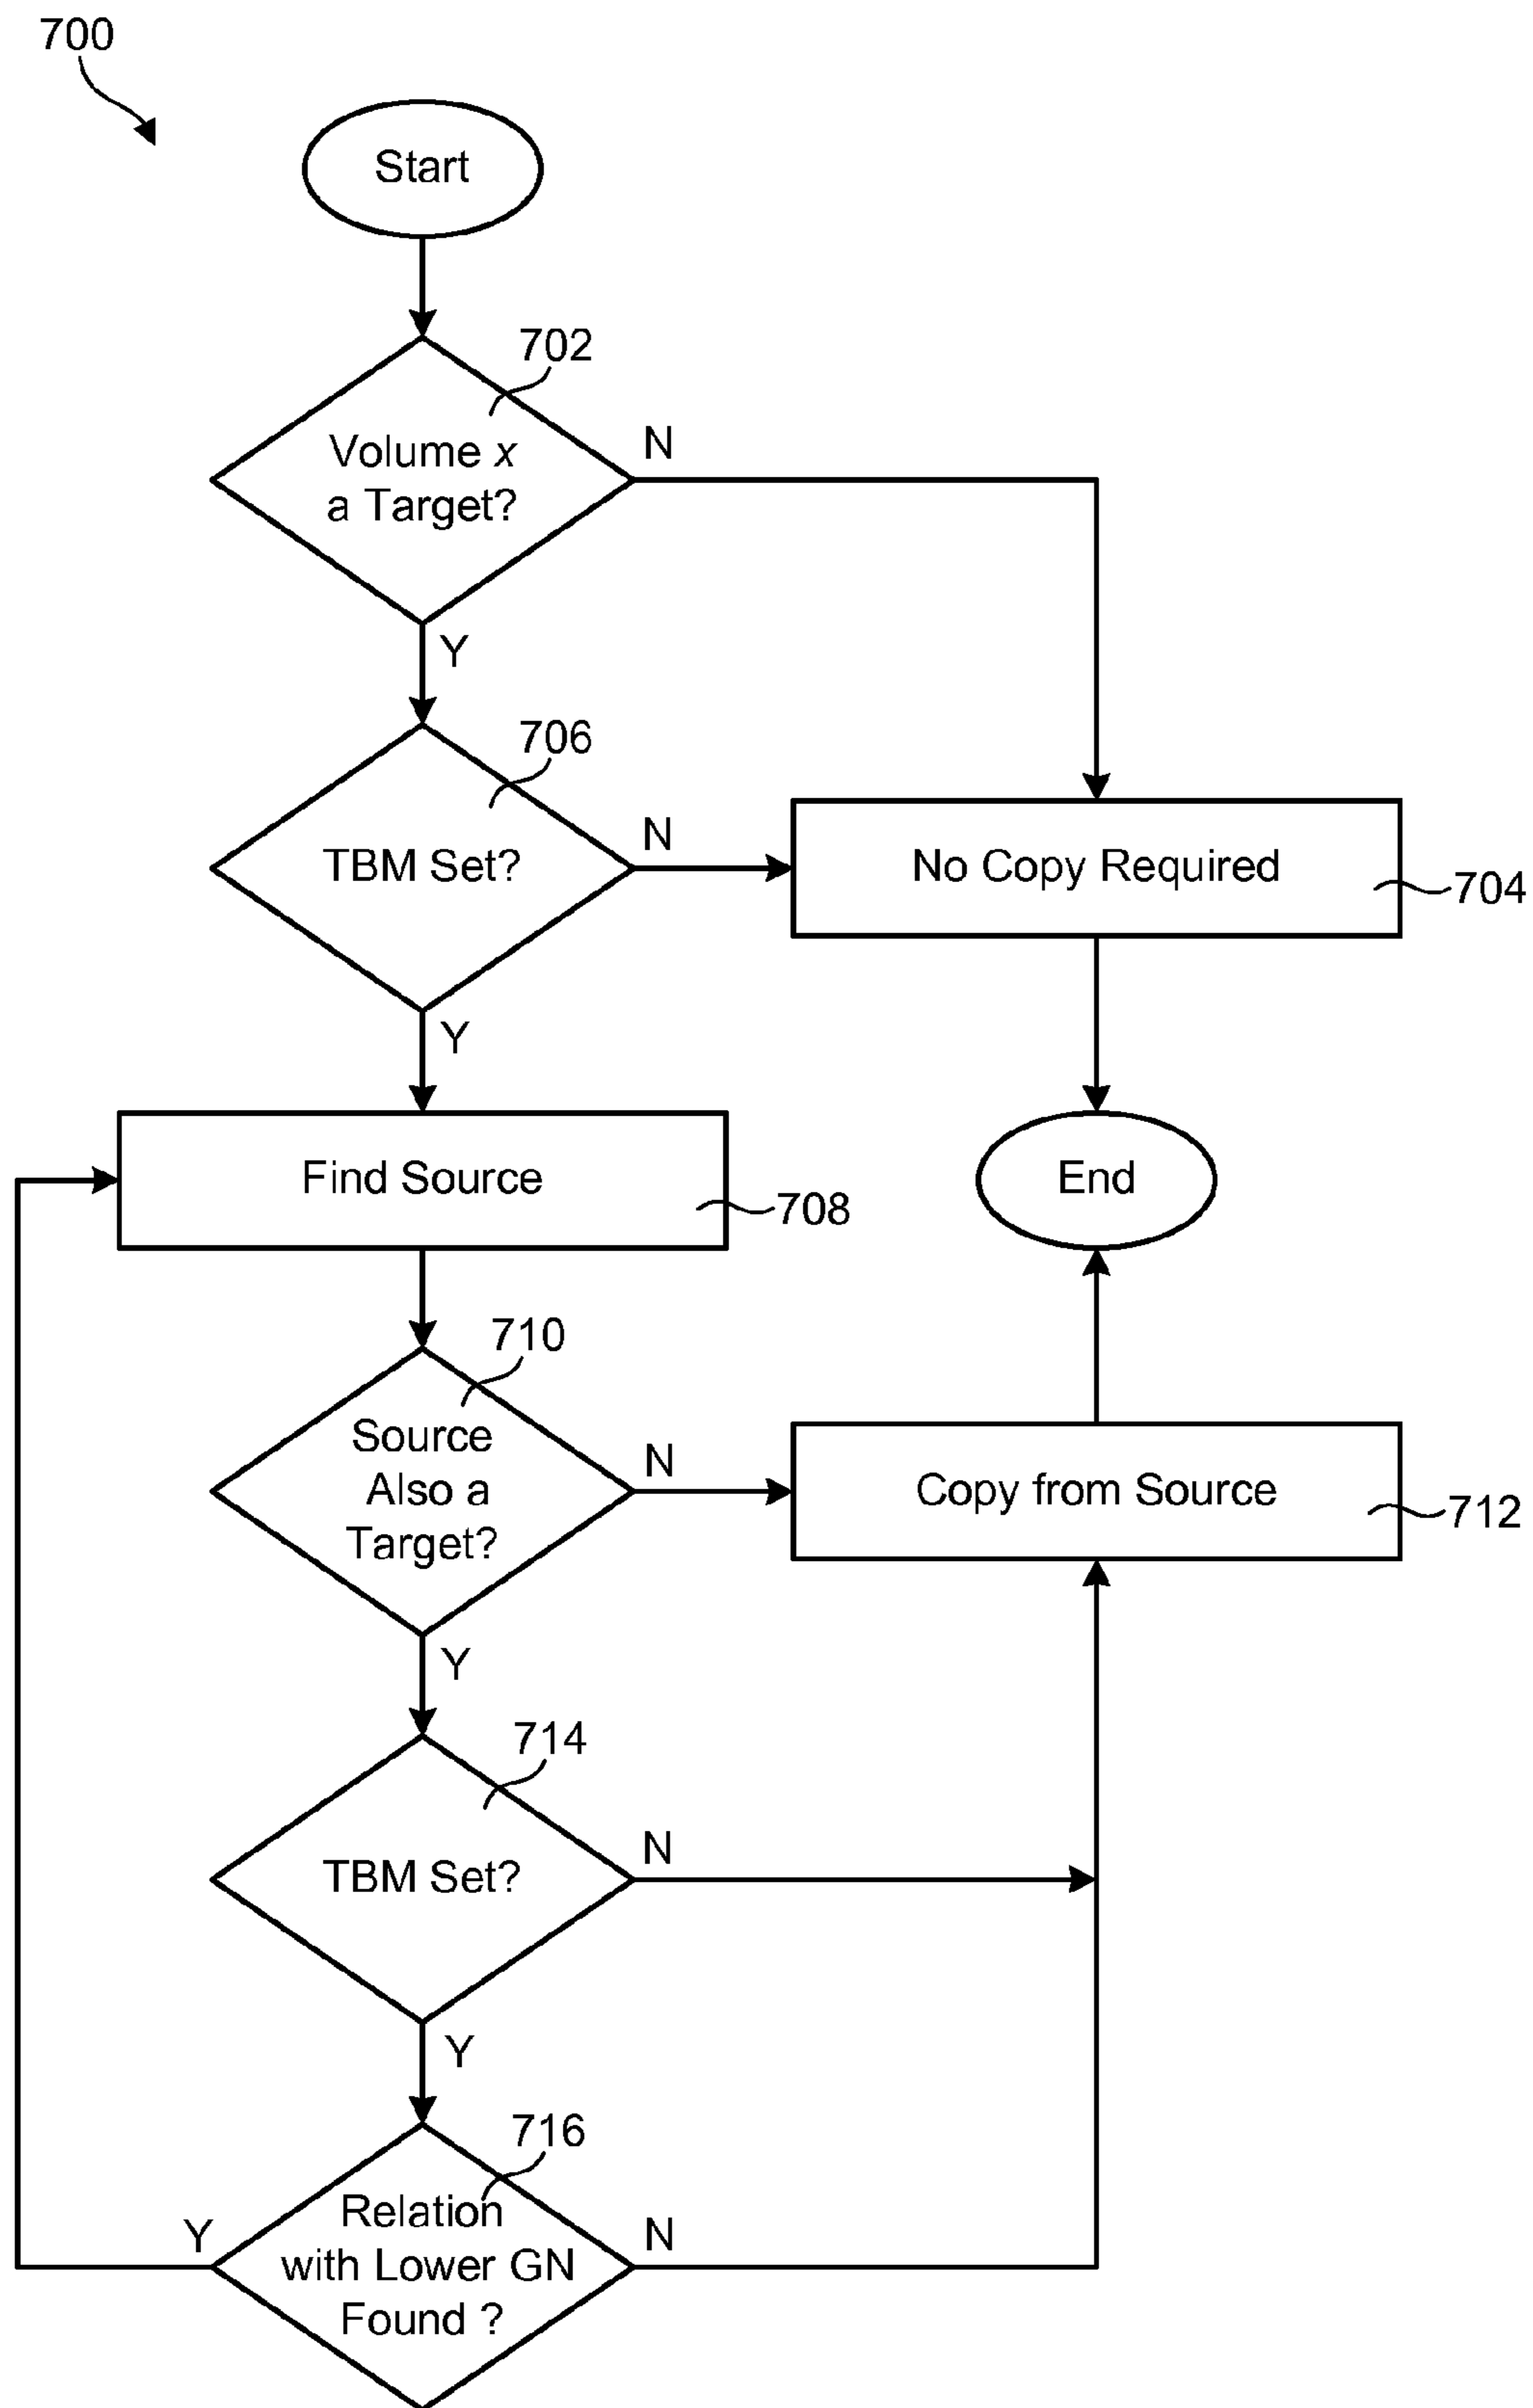 700
Start
702
Volume x
a Target?
N
Y
706
TBM Set?
N
No Copy Required
704
Y
Find Source
708
End
710
Source
Also a
Target?
N
Copy from Source
712
Y
714
TBM Set?
N
Y
716
Relation
with Lower GN
Found ?
Y
N